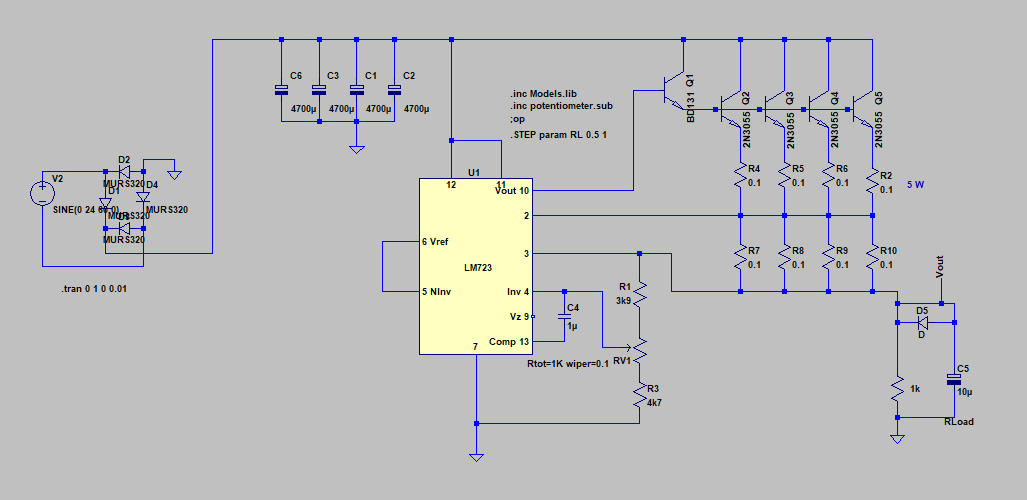 C6
4700µ
C3
4700µ
C1
4700µ
C2
4700µ
.inc Models.lib
.inc potentiometer.sub
;op
.STEP param RL 0.5 1
Q1
BD131
Q2
2N3055
Q3
2N3055
Q4
2N3055
Q5
2N3055
V2
SINE(0 24 60 0)
D2
MURS320
D1
MURS320
D4
MURS320
MURS320
.tran 0 1 0 0.01
U1
12
11
Vout 10
2
3
6 Vref
LM723
5 NInv
Inv 4
Vz 9
Comp 13
7
R4
0.1
R5
0.1
R6
0.1
R2
0.1
5 W
R7
0.1
R8
0.1
R9
0.1
R10
0.1
R1
3k9
C4
1µ
RV1
Rtot=1K wiper=0.1
R3
4k7
Vout
D5
D
1k
C5
10µ
RLoad